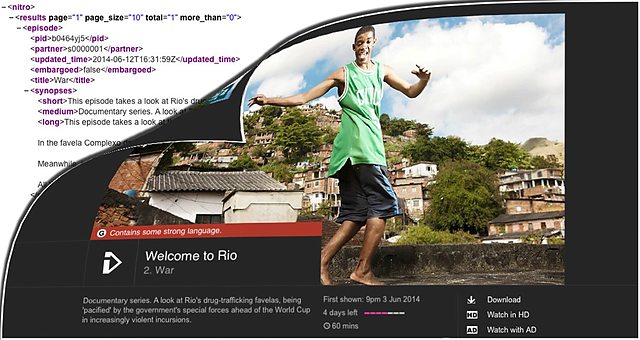 −<nitro>
−<results page="1" page_size="10" total="1" more_than="0">
−<episode>
<pid>b0464yj5</pid>
<partner>s0000001</partner>
<updated_time>2014-06-12T16:31:59Z</updated_time>
<embargoed>false</embargoed>
<title>War</title>
−<synopses>
<short>This episode takes a look at Rio's
<medium>Documentary series. A look at
<long>This episode takes a look at
In the favela Complexo
Meanwhile
G Contains some strong language.
Welcome to Rio
2. War
Documentary series. A look at Rio's drug-trafficking favelas, being
'pacified' by the government's special forces ahead of the World Cup
in increasingly violent incursions.
First shown: 9pm 3 Jun 2014
4 days left
60 mins
Download
HD Watch in HD
AD Watch with AD